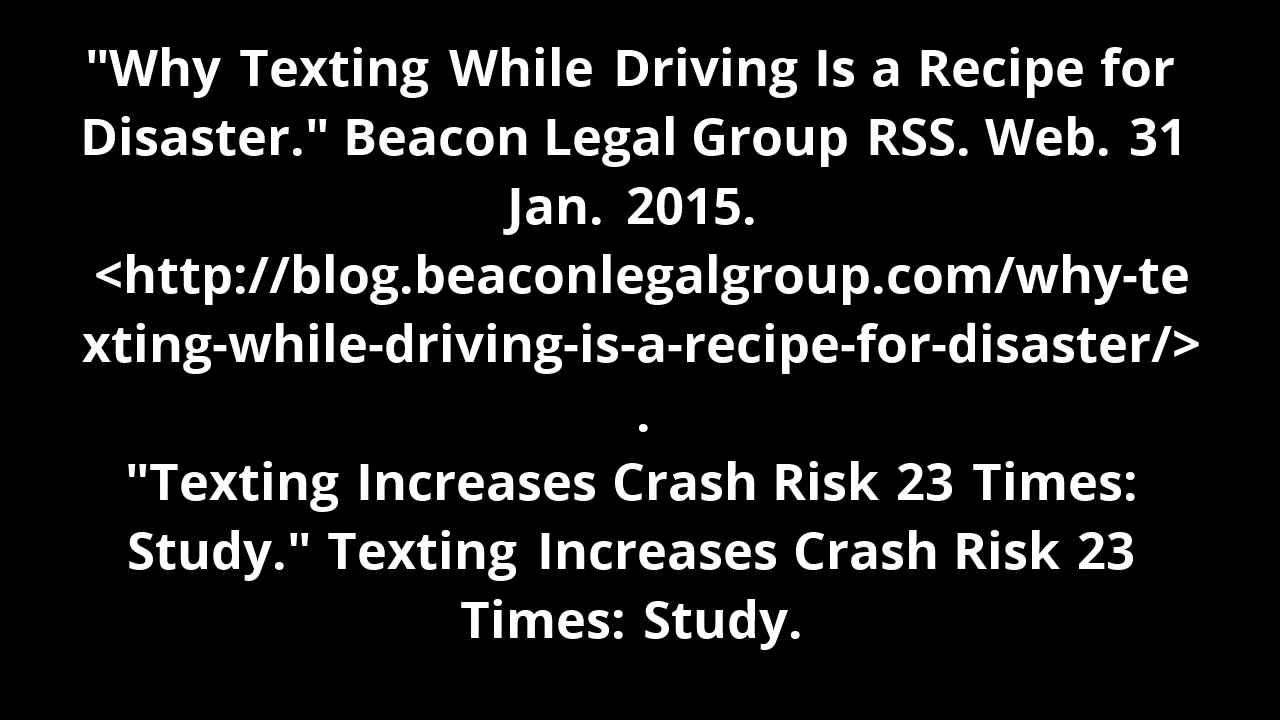 "Why Texting While Driving Is a Recipe for
Disaster." Beacon Legal Group RSS. Web. 31
Jan. 2015.
<http://blog.beaconlegalgroup.com/why-te
xting-while-driving-is-a-recipe-for-disaster/>
.
"Texting Increases Crash Risk 23 Times:
Study." Texting Increases Crash Risk 23
Times: Study.